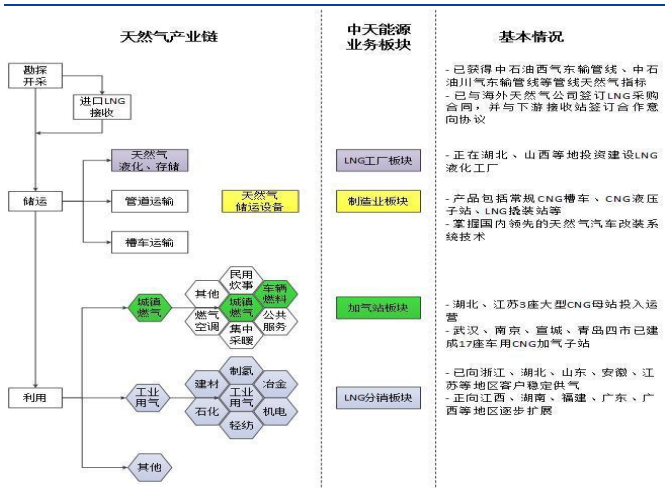 天然气产业链
中天能源
业务板块
基本情况
勘探
开采
进口LNG
接收
- 已获得中石油西气东输管线、中石
油川气东输管线等管线天然气指标
- 已与海外天然气公司签订LNG采购
合同，并与下游接收站签订合作意
向协议
天然气
液化、存储
LNG工厂板块
- 正在湖北、山西等地投资建设LNG
液化工厂
储运
管道运输
天然气
储运设备
制造业板块
- 产品包括常规CNG槽车、CNG液压
子站、LNG撬装站等
- 掌握国内领先的天然气汽车改装系
统技术
槽车运输
城镇
燃气
民用
炊事
其他
车辆
燃料
城镇
燃气
燃气
空调
公共
服务
集中
采暖
加气站板块
- 湖北、江苏3座大型CNG母站投入运
营
- 武汉、南京、宣城、青岛四市已建
成17座车用CNG加气子站
利用
工业
用气
制氢
建材
冶金
工业
用气
石化
机电
轻纺
LNG分销板块
- 已向浙江、湖北、山东、安徽、江
苏等地区客户稳定供气
- 正向江西、湖南、福建、广东、广
西等地区逐步扩展
其他